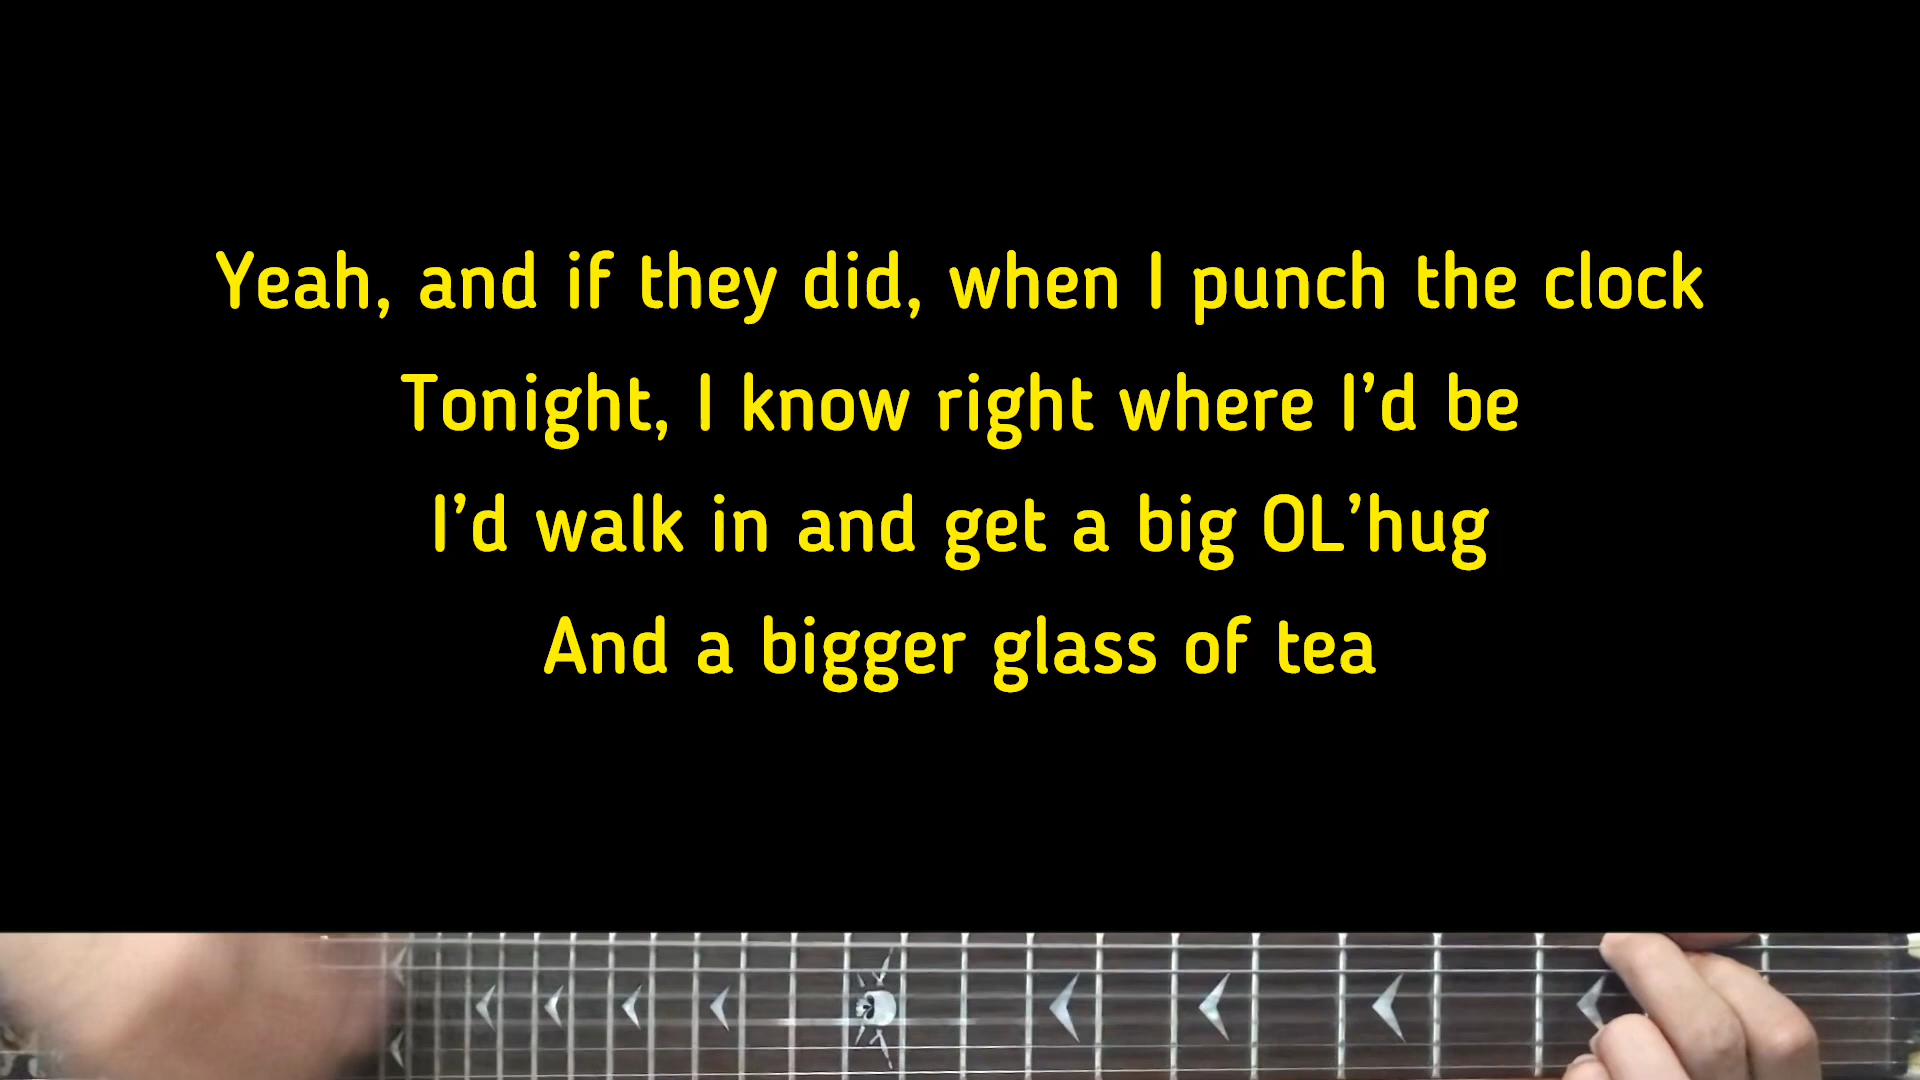 Yeah, and if they did, when I punch the clock
Tonight, I know right where I’d be
I’d walk in and get a big OL’hug
And a bigger glass of tea